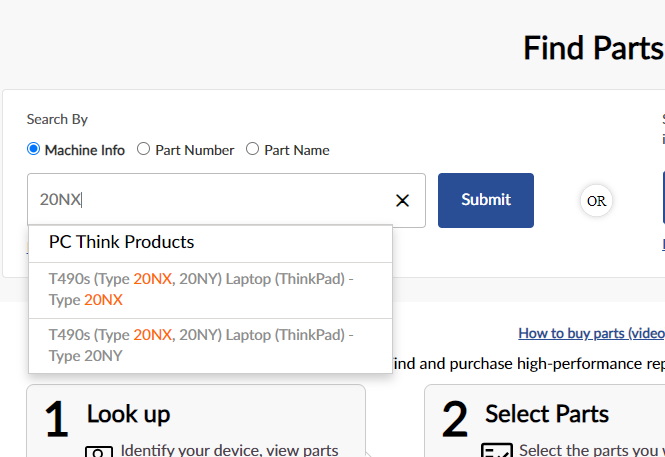 Find Parts
Search By
Machine Info Part Number Part Name
20NX
Submit
OR
PC Think Products
T490s (Type 20NX, 20NY) Laptop (ThinkPad) -
Type 20NX
T490s (Type 20NX, 20NY) Laptop (ThinkPad) -
Type 20NY
How to buy parts (video
ind and purchase high-performance rep
1 Look up
Identify your device, view parts
2 Select Parts
Select the parts you